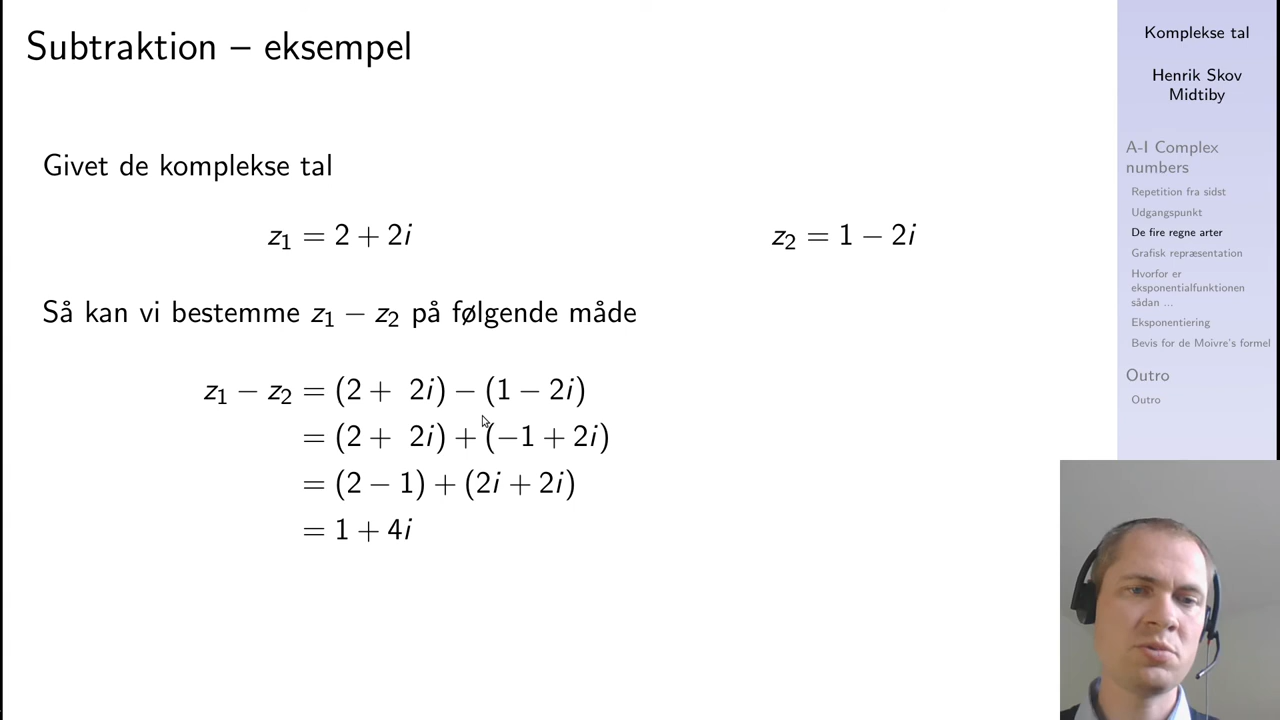 Subtraktion – eksempel
Givet de komplekse tal
z₁ = 2 + 2i
z₂ = 1 − 2i
Så kan vi bestemme z₁ − z₂ på følgende måde
z₁ − z₂ = (2 + 2i) − (1 − 2i)
= (2 + 2i) + (−1 + 2i)
= (2 − 1) + (2i + 2i)
= 1 + 4i
Komplekse tal
Henrik Skov
Midtiby
A-I Complex
numbers
Repetition fra sidst
Udgangspunkt
De fire regne arter
Grafisk repræsentation
Hvorfor er
eksponentialfunktionen
sådan ...
Eksponentiering
Bevis for de Moivre's formel
Outro
Outro